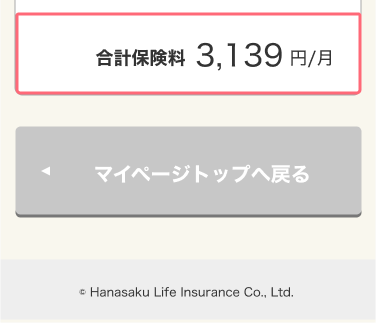 合計保険料 3,139 円/月
◀ マイページトップへ戻る
© Hanasaku Life Insurance Co., Ltd.